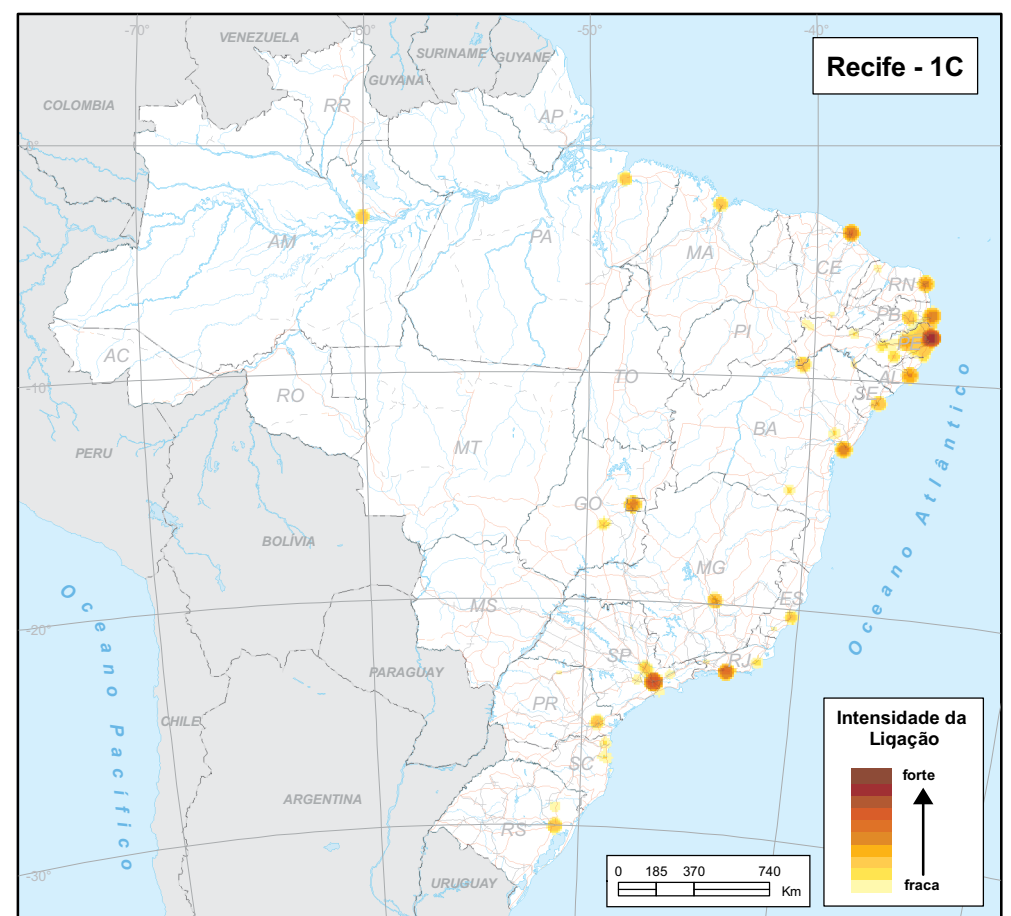 -70°
-60°
-50°
-40°
Recife - 1C
VENEZUELA
SURINAME
GUYANE
GUYANA
COLOMBIA
RR
AP
0°
AM
PA
MA
CE
RN
PB
PE
PI
AL
SE
AC
-10°
RO
TO
BA
MT
PERU
GO
BOLÍVIA
Oceano Atlântico
MG
ES
MS
-20°
SP
RJ
PARAGUAY
PR
CHILE
Oceano Pacífico
SC
ARGENTINA
RS
URUGUAY
-30°
Intensidade da
Ligação
forte
fraca
0 185 370 740
Km